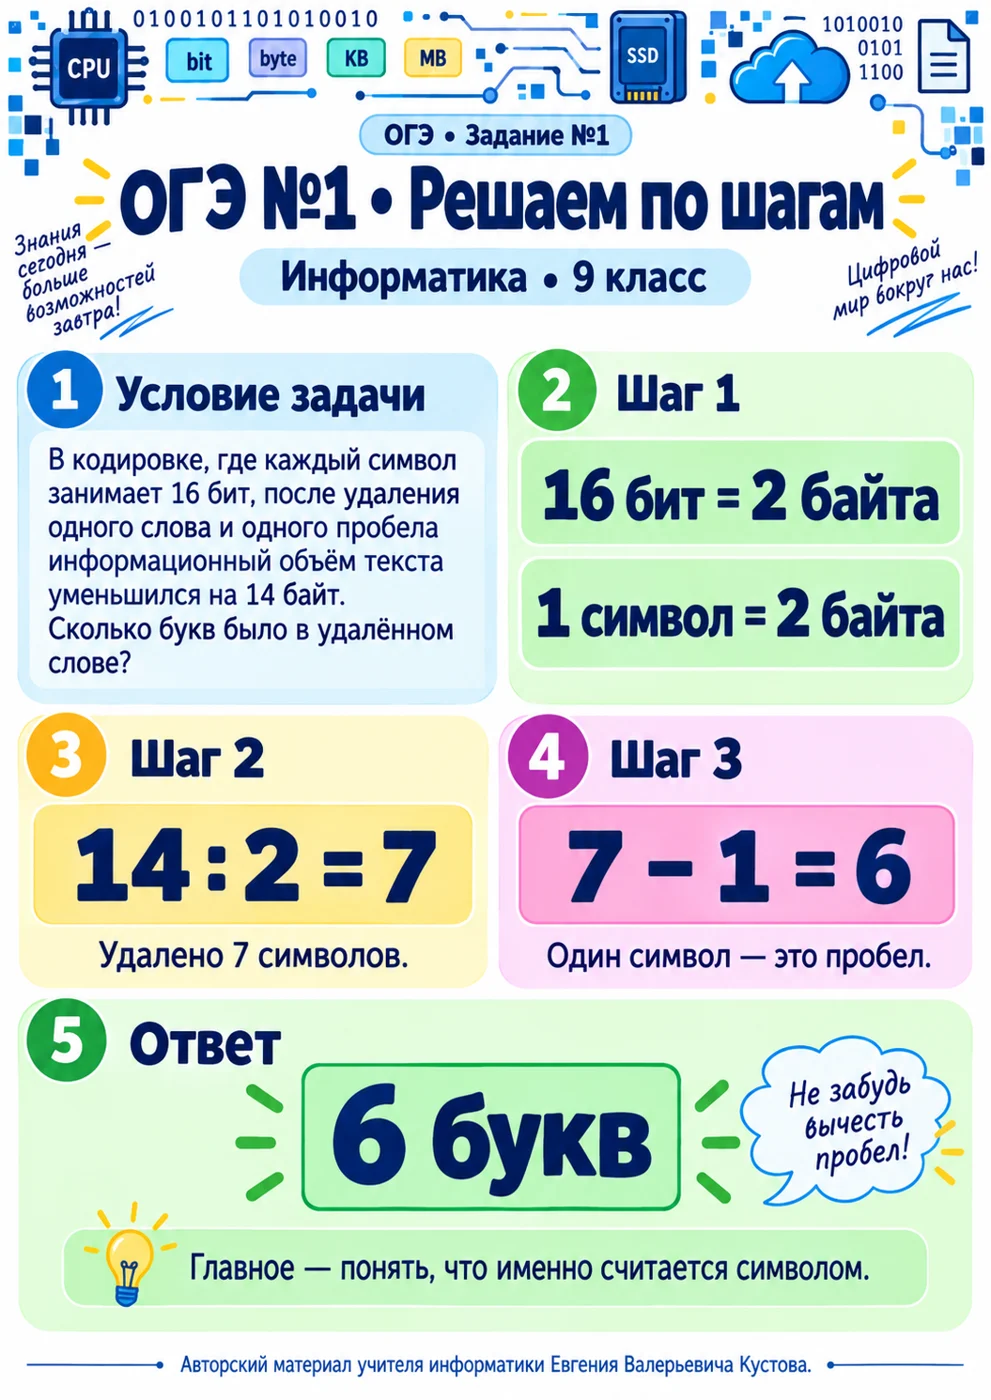 0100101101010010
CPU
bit
byte
KB
MB
SSD
1010010
0101
1100
ОГЭ • Задание №1
ОГЭ №1 • Решаем по шагам
Информатика • 9 класс
Знания
сегодня —
больше
возможностей
завтра!
Цифровой
мир вокруг нас!
1 Условие задачи
В кодировке, где каждый символ
занимает 16 бит, после удаления
одного слова и одного пробела
информационный объём текста
уменьшился на 14 байт.
Сколько букв было в удалённом
слове?
2 Шаг 1
16 бит = 2 байта
1 символ = 2 байта
3 Шаг 2
14 : 2 = 7
Удалено 7 символов.
4 Шаг 3
7 – 1 = 6
Один символ — это пробел.
5 Ответ
6 букв
Не забудь
вычесть
пробел!
Главное — понять, что именно считается символом.
Авторский материал учителя информатики Евгения Валерьевича Кустова.